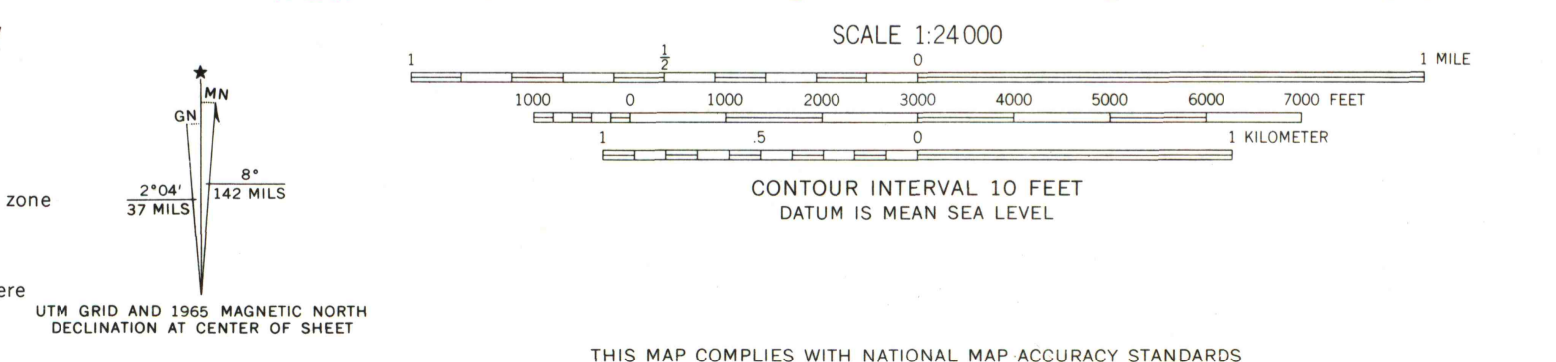 zone
ere
MN
GN
2°04'
37 MILS
8°
142 MILS
UTM GRID AND 1965 MAGNETIC NORTH
DECLINATION AT CENTER OF SHEET
SCALE 1:24 000
1 1/2 0 1 MILE
1000 0 1000 2000 3000 4000 5000 6000 7000 FEET
1 .5 0 1 KILOMETER
CONTOUR INTERVAL 10 FEET
DATUM IS MEAN SEA LEVEL
THIS MAP COMPLIES WITH NATIONAL MAP ACCURACY STANDARDS